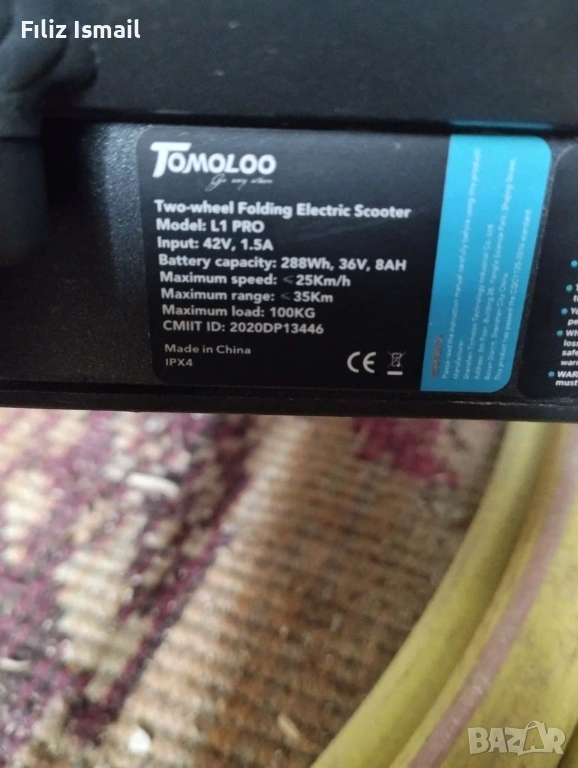 Filiz Ismail
TOMOLOO
Go any where
Two-wheel Folding Electric Scooter
Model: L1 PRO
Input: 42V, 1.5A
Battery capacity: 288Wh, 36V, 8AH
Maximum speed: ≤25Km/h
Maximum range: ≤35Km
Maximum load: 100KG
CMIIT ID: 2020DP13446
Made in China
IPX4
CE
WARN
must
BAZAR